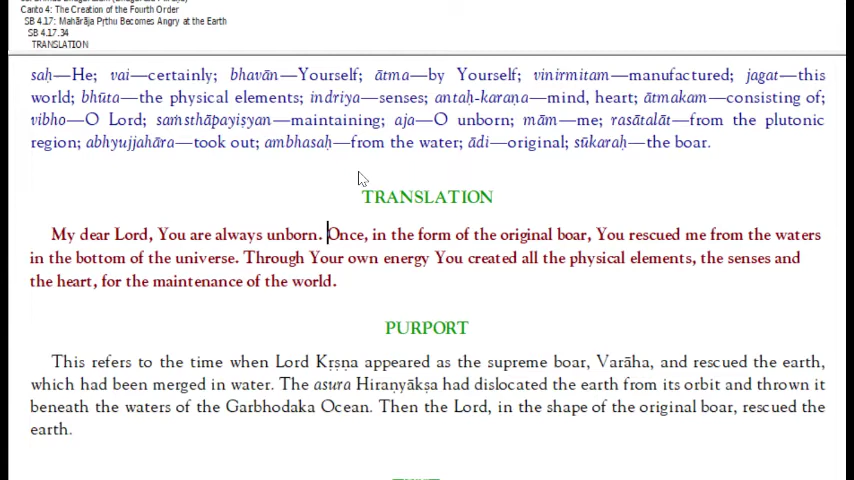 Canto 4: The Creation of the Fourth Order
SB 4.17: Mahārāja Pṛthu Becomes Angry at the Earth
SB 4.17.34
TRANSLATION
saḥ—He; vai—certainly; bhavān—Yourself; ātma—by Yourself; vinirmitam—manufactured; jagat—this
world; bhūta—the physical elements; indriya—senses; antaḥ-karaṇa—mind, heart; ātmakam—consisting of;
vibho—O Lord; saṁsthāpayiṣyan—maintaining; aja—O unborn; mām—me; rasātalāt—from the plutonic
region; abhyujjahāra—took out; ambhasaḥ—from the water; ādi—original; sūkaraḥ—the boar.
TRANSLATION
My dear Lord, You are always unborn. Once, in the form of the original boar, You rescued me from the waters
in the bottom of the universe. Through Your own energy You created all the physical elements, the senses and
the heart, for the maintenance of the world.
PURPORT
This refers to the time when Lord Kṛṣṇa appeared as the supreme boar, Varāha, and rescued the earth,
which had been merged in water. The asura Hiraṇyākṣa had dislocated the earth from its orbit and thrown it
beneath the waters of the Garbhodaka Ocean. Then the Lord, in the shape of the original boar, rescued the
earth.